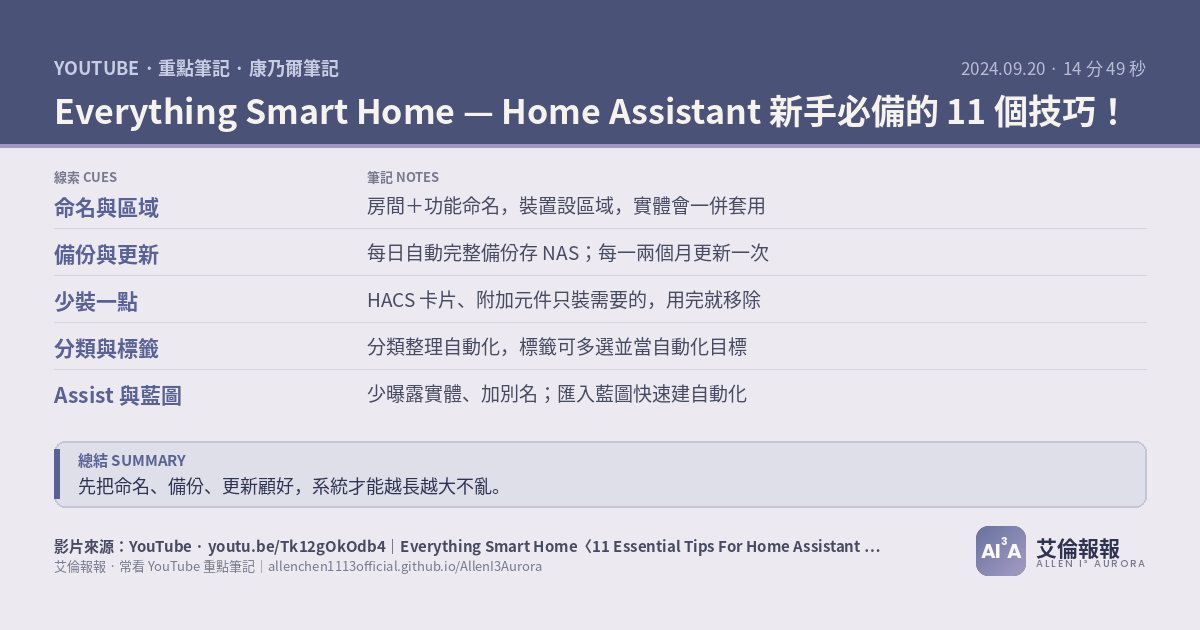 YOUTUBE · 重點筆記 · 康乃爾筆記
2024.09.20 · 14 分 49 秒
Everything Smart Home — Home Assistant 新手必備的 11 個技巧！
線索 CUES
筆記 NOTES
命名與區域
房間＋功能命名，裝置設區域，實體會一併套用
備份與更新
每日自動完整備份存 NAS；每一兩個月更新一次
少裝一點
HACS 卡片、附加元件只裝需要的，用完就移除
分類與標籤
分類整理自動化，標籤可多選並當自動化目標
Assist 與藍圖
少曝露實體、加別名；匯入藍圖快速建自動化
總結 SUMMARY
先把命名、備份、更新顧好，系統才能越長越大不亂。
影片來源：YouTube · youtu.be/Tk12gOkOdb4｜Everything Smart Home《11 Essential Tips For Home Assistant …
艾倫報報 · 常看 YouTube 重點筆記｜allenchen1113official.github.io/AllenI3Aurora
AI³A
艾倫報報
ALLEN I³ AURORA